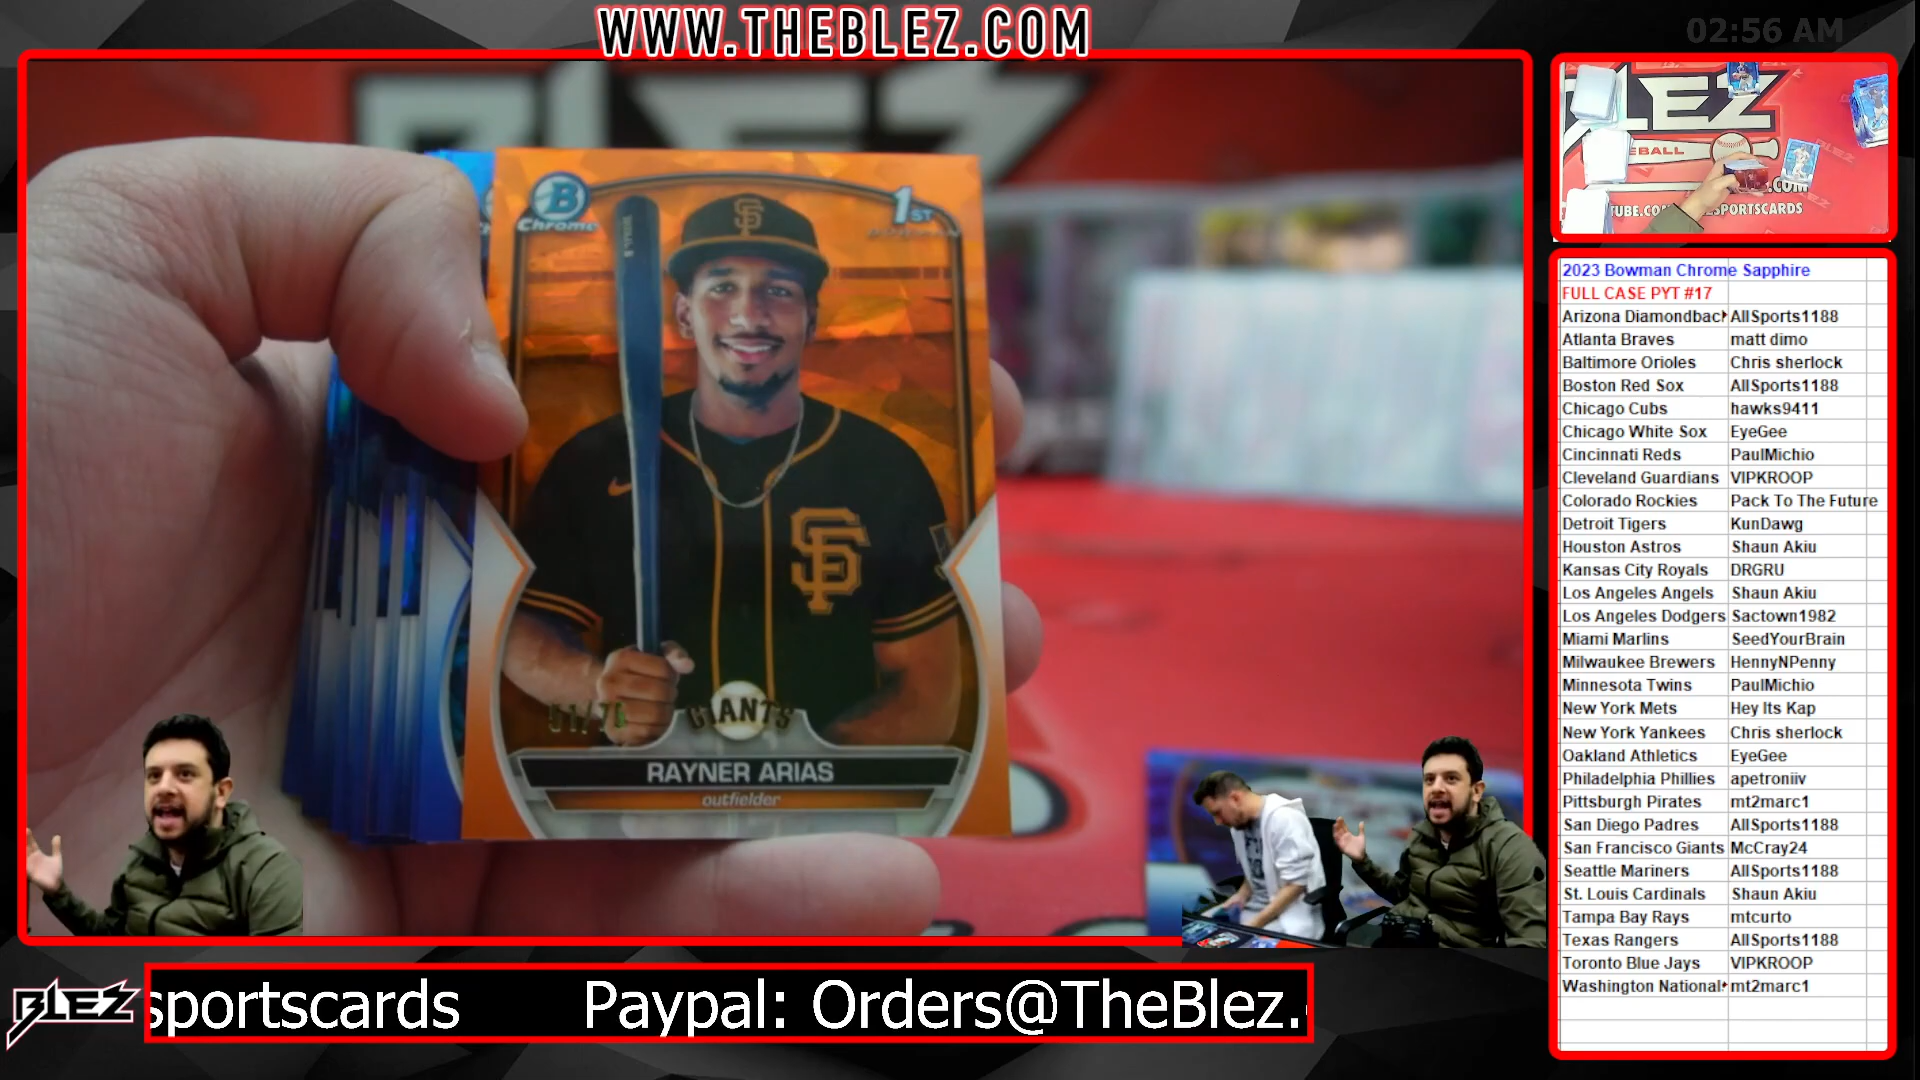 WWW.THEBLEZ.COM
02:56 AM
BLEZ
B
Chrome
1ST
SF
SF
GIANTS
RAYNER ARIAS
outfielder
BLEZ
EBALL
SPORTSCARDS
2023 Bowman Chrome Sapphire
FULL CASE PYT #17
Arizona Diamondbac AllSports1188
Atlanta Braves matt dimo
Baltimore Orioles Chris sherlock
Boston Red Sox AllSports1188
Chicago Cubs hawks9411
Chicago White Sox EyeGee
Cincinnati Reds PaulMichio
Cleveland Guardians VIPKROOP
Colorado Rockies Pack To The Future
Detroit Tigers KunDawg
Houston Astros Shaun Akiu
Kansas City Royals DRGRU
Los Angeles Angels Shaun Akiu
Los Angeles Dodgers Sactown1982
Miami Marlins SeedYourBrain
Milwaukee Brewers HennyNPenny
Minnesota Twins PaulMichio
New York Mets Hey Its Kap
New York Yankees Chris sherlock
Oakland Athletics EyeGee
Philadelphia Phillies apetroniiv
Pittsburgh Pirates mt2marc1
San Diego Padres AllSports1188
San Francisco Giants McCray24
Seattle Mariners AllSports1188
St. Louis Cardinals Shaun Akiu
Tampa Bay Rays mtcurto
Texas Rangers AllSports1188
Toronto Blue Jays VIPKROOP
Washington National mt2marc1
BLEZ
sportscards Paypal: Orders@TheBlez.